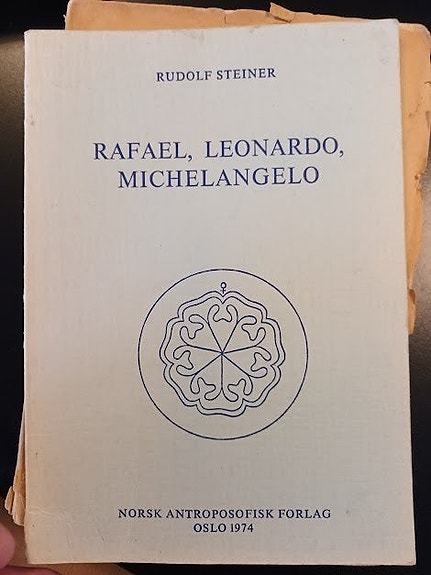 RUDOLF STEINER
RAFAEL, LEONARDO,
MICHELANGELO
NORSK ANTROPOSOFISK FORLAG
OSLO 1974